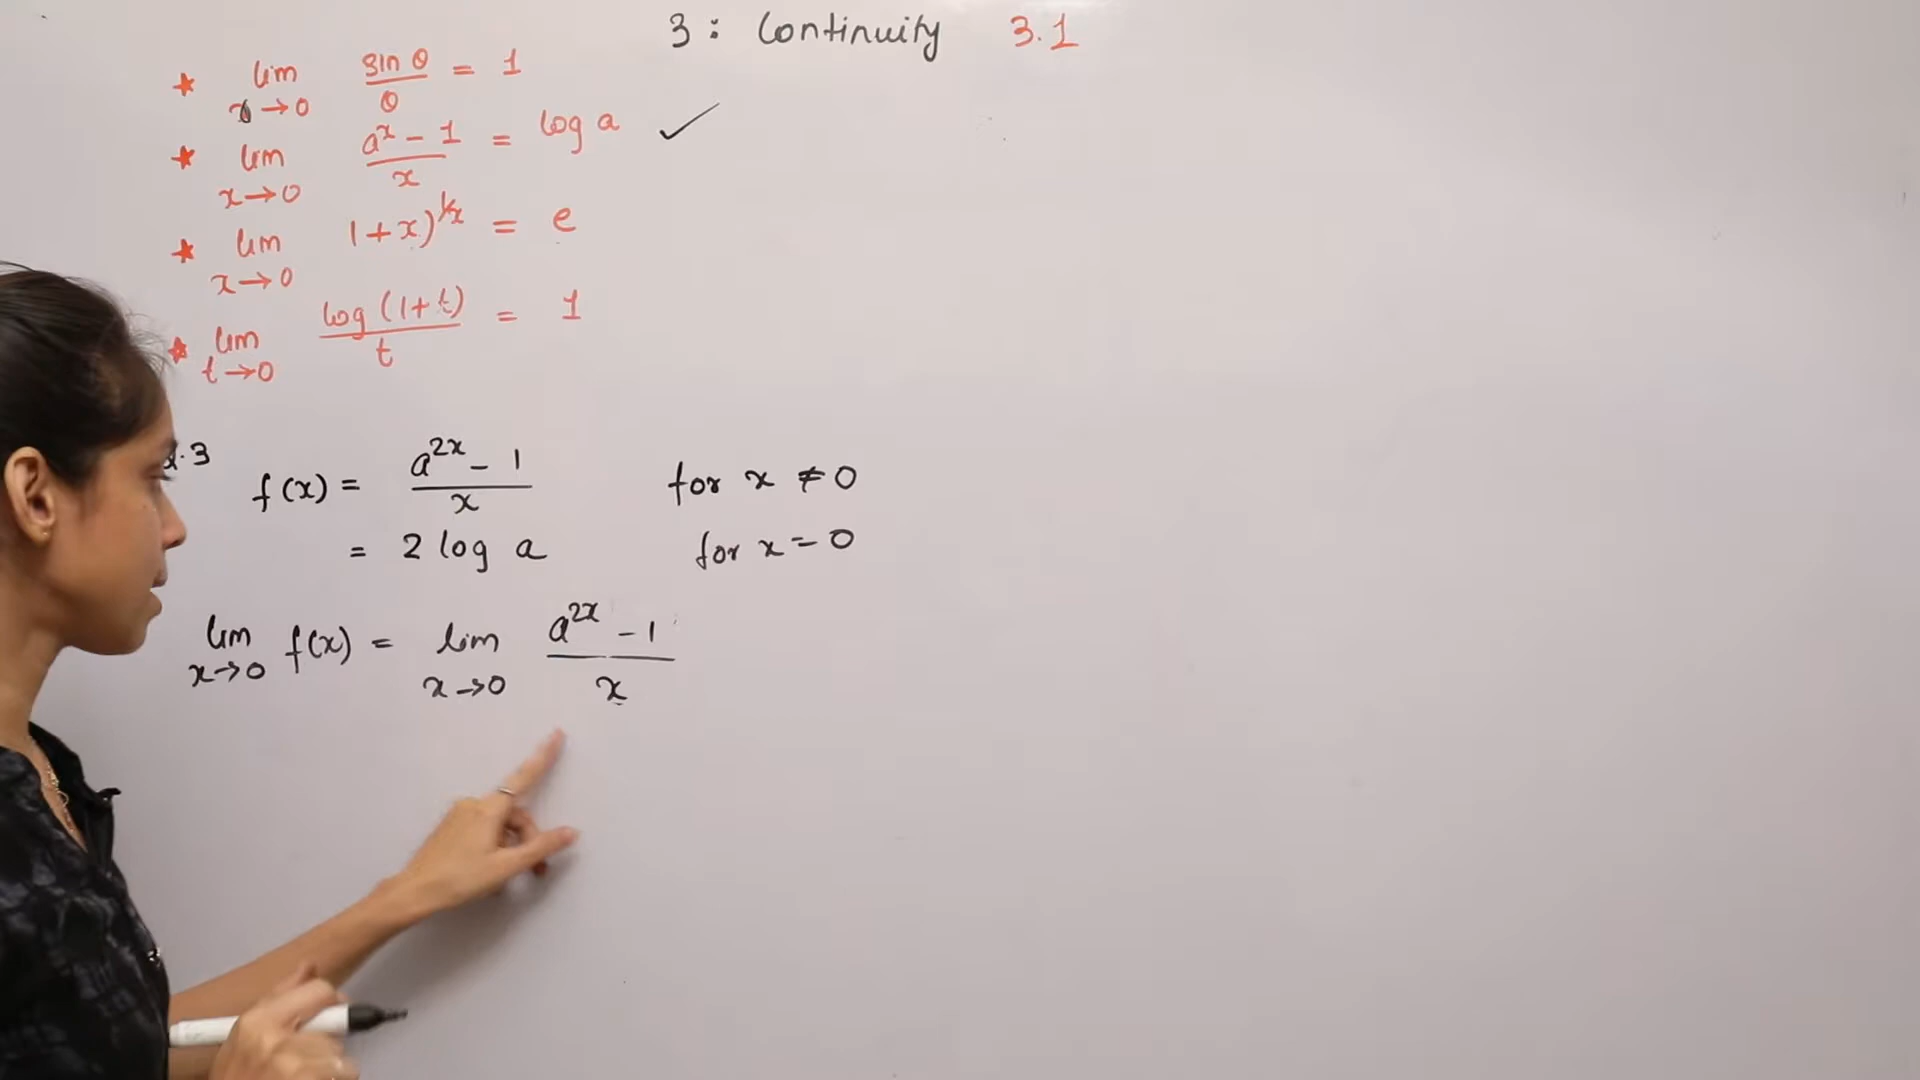 3 : Continuity 3.1
★ lim x→0 sin θ / θ = 1
★ lim x→0 a^x - 1 / x = log a ✓
★ lim x→0 1+x)^1/x = e
★ lim t→0 log (1+t) / t = 1
.3 f(x) = a^2x - 1 / x for x ≠ 0
= 2 log a for x = 0
lim x→0 f(x) = lim x→0 a^2x - 1 / x